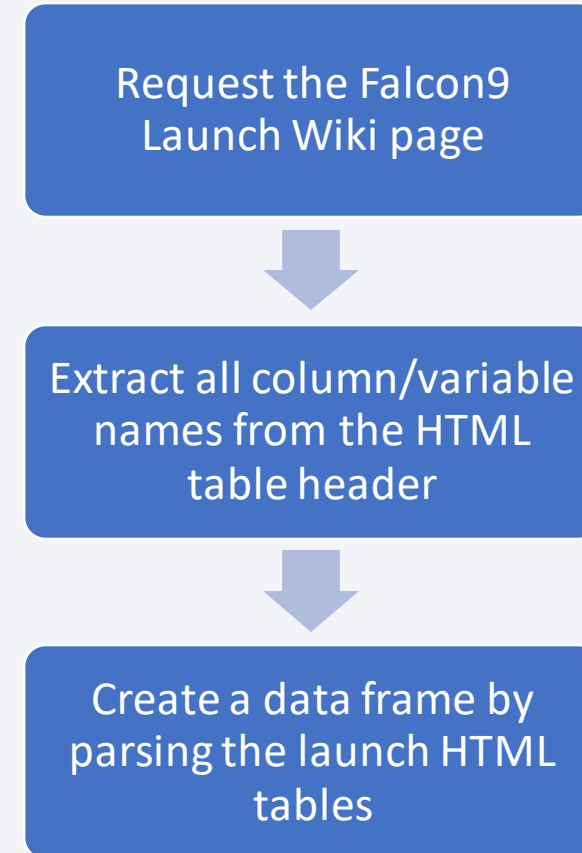 Request the Falcon9
Launch Wiki page
Extract all column/variable
names from the HTML
table header
Create a data frame by
parsing the launch HTML
tables